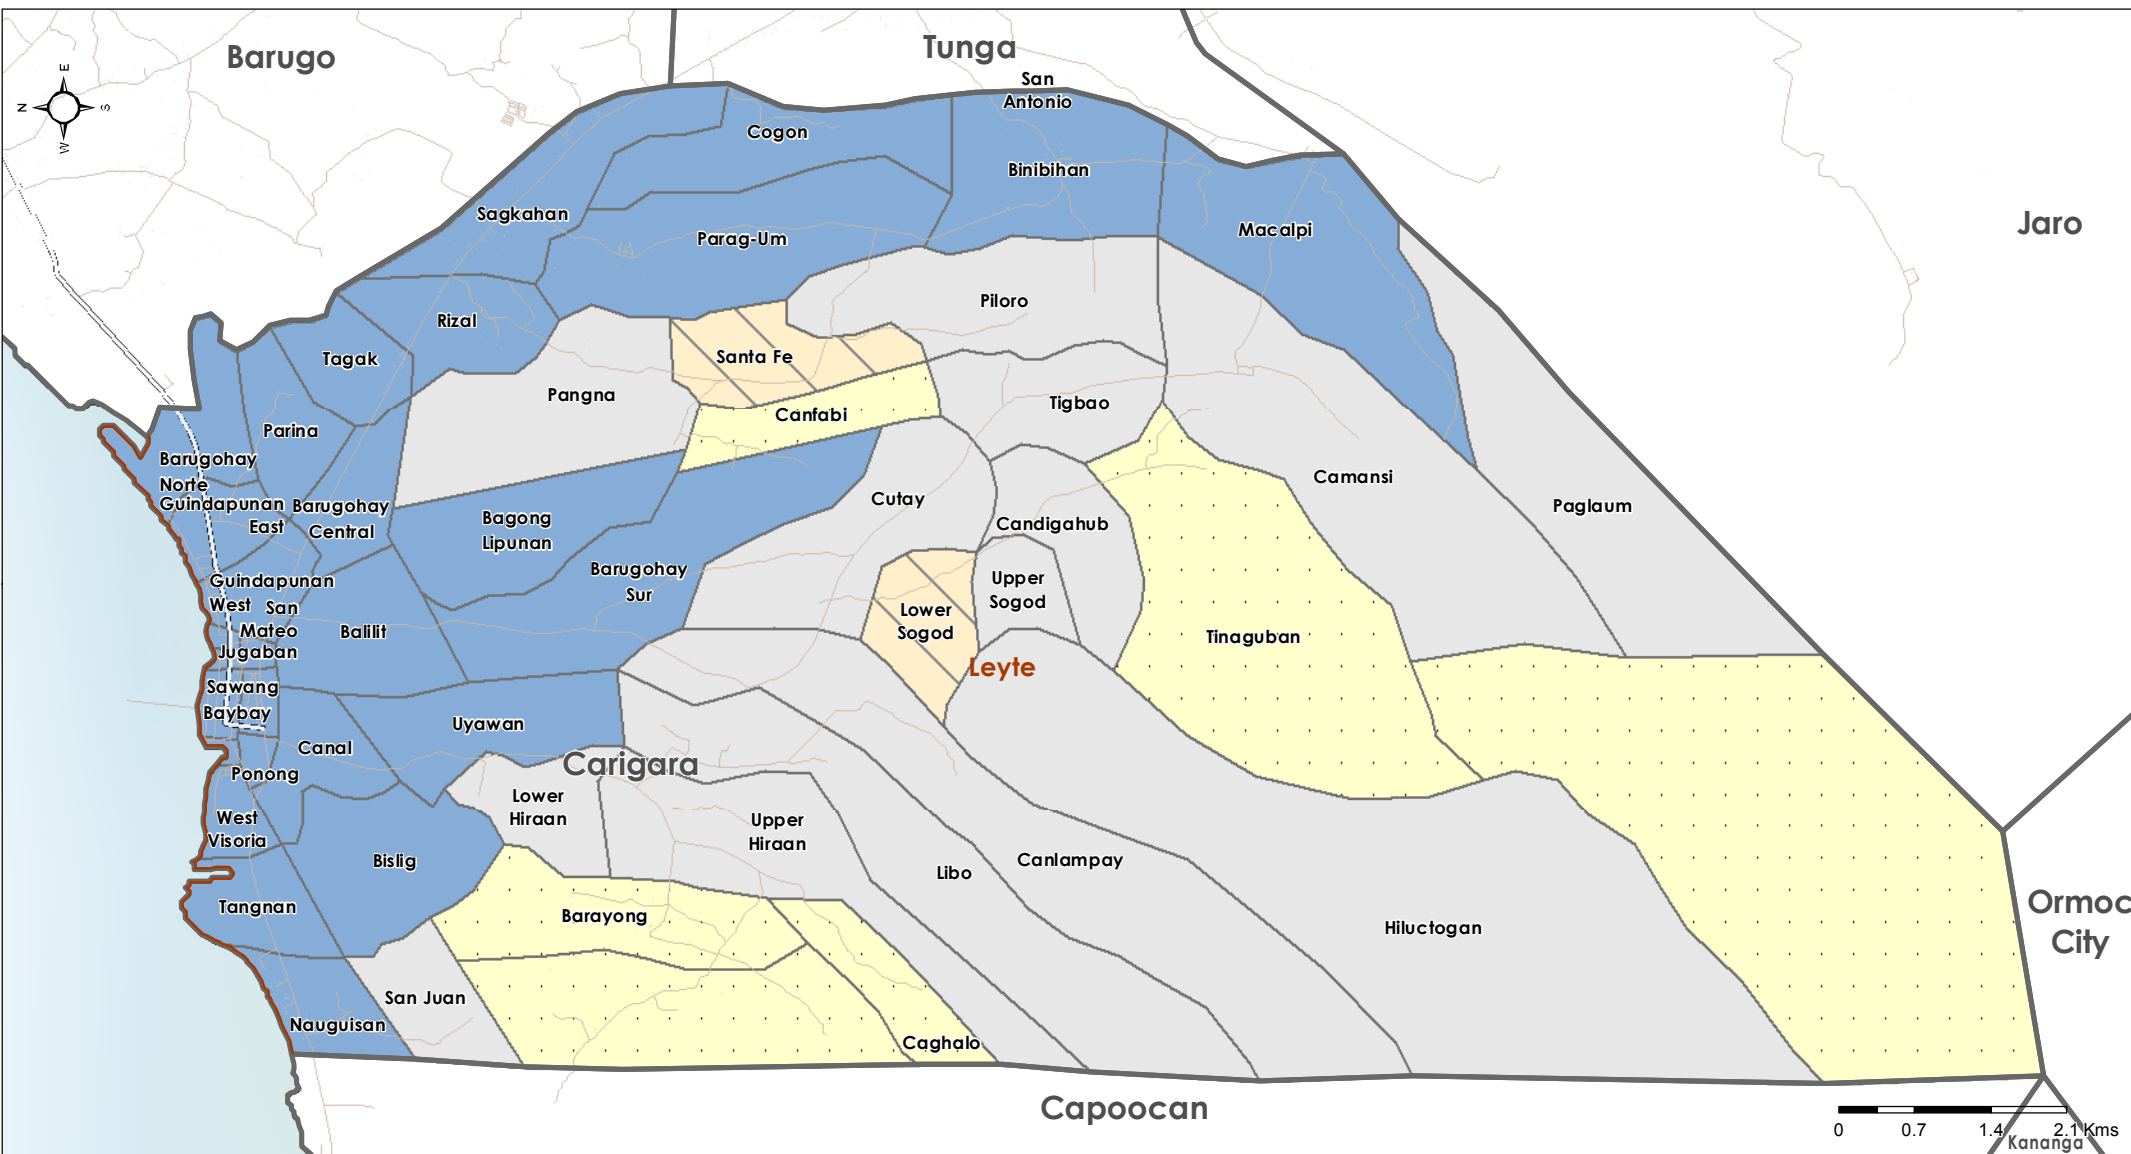 Barugo
Tunga
E
N
S
W
San
Antonio
Cogon
Binibihan
Sagkahan
Parag-Um
Macalpi
Jaro
Piloro
Rizal
Tagak
Santa Fe
Pangna
Canfabi
Tigbao
Parina
Barugohay
Norte
Guindapunan
East
Barugohay
Central
Bagong
Lipunan
Cutay
Candigahub
Camansi
Paglaum
Barugohay
Sur
Guindapunan
West
San
Mateo
Jugaban
Balilit
Upper
Sogod
Lower
Sogod
Leyte
Tinaguban
Sawang
Baybay
Uyawan
Canal
Ponong
Carigara
Lower
Hiraan
Upper
Hiraan
West
Visoria
Bislig
Libo
Canlampay
Tangnan
Barayong
Hiluctogan
Ormoc
City
San Juan
Nauguisan
Caghalo
Capoocan
0 0.7 1.4 2.1 Kms
Kananga